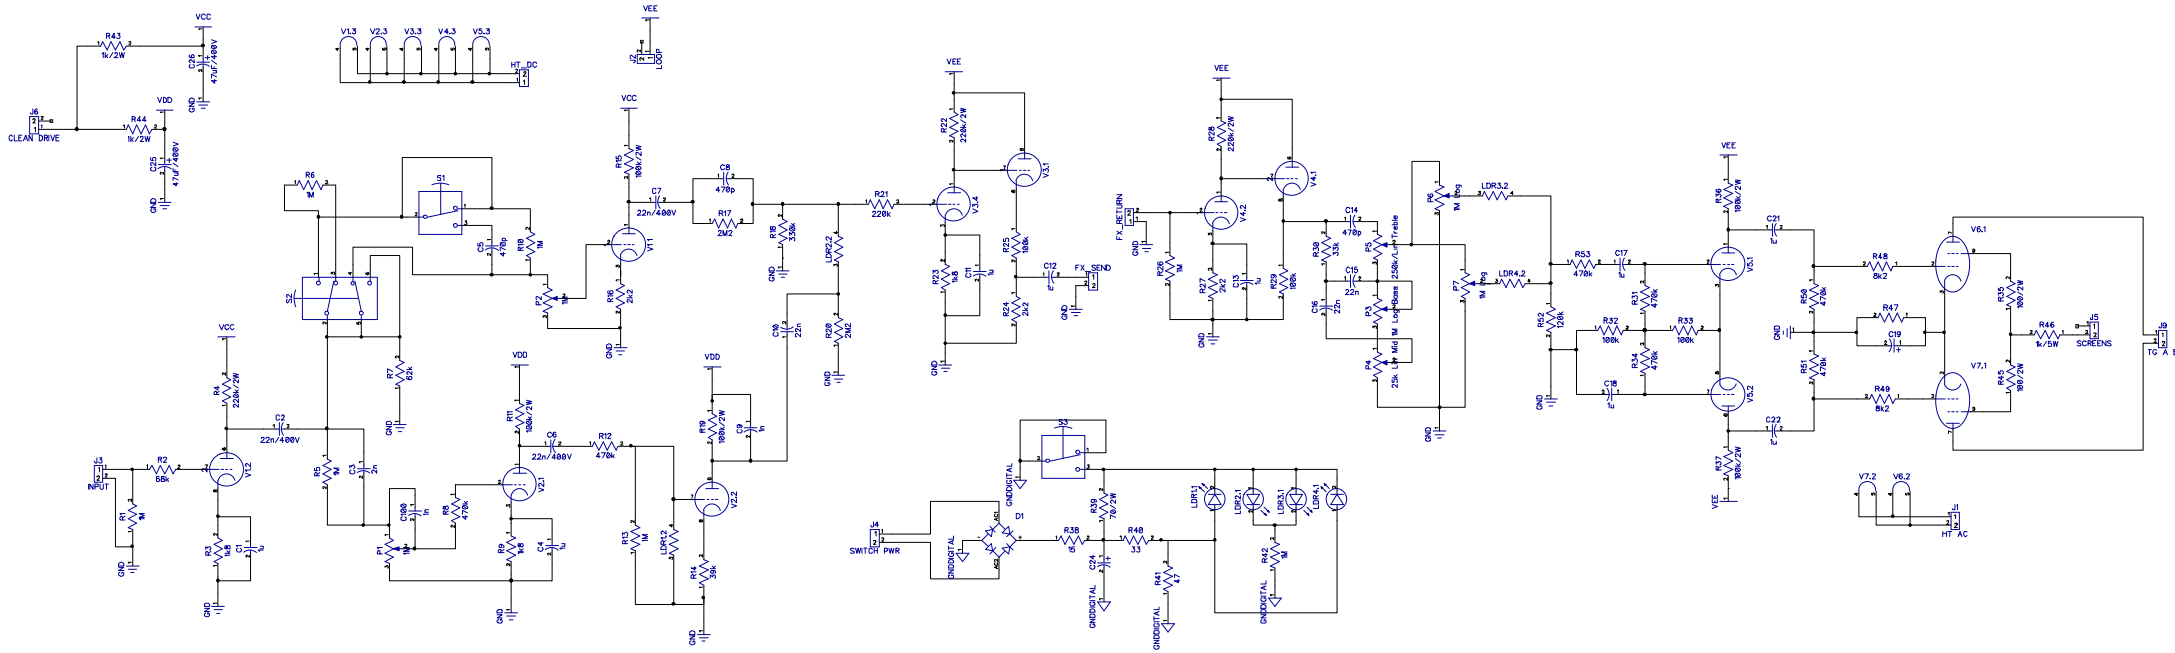 VCC
R43
1k/2W
C26
47uF/400V
GND
VDD
J6
CLEAN DRIVE
R44
1k/2W
C25
47uF/400V
GND
V1.3
V2.3
V3.3
V4.3
V5.3
HT_DC
VEE
J2
LOOP
R6
1M
S1
C5
470p
R10
1M
S2
P2
1M
R7
62k
GND
VCC
R15
100k/2W
V1.1
R16
2k2
GND
C7
22n/400V
C8
470p
R17
2M2
R18
330k
GND
LDR2.2
R20
2M2
GND
C10
22n
R21
220k
VEE
R22
220k/2W
V3.4
V3.1
R23
1k8
C11
1u
GND
R25
100k
R24
2k2
C12
1u
FX_SEND
GND
VEE
R28
220k/2W
V4.1
V4.2
FX_RETURN
GND
R26
1M
R27
2k2
C13
1u
GND
R29
100k
R30
33k
C14
470p
C15
22n
C16
22n
P5
250k/Lin Treble
P3
1M Log Bass
P4
25k Lin Mid
P6
1M Log
P7
1M Log
GND
LDR3.2
LDR4.2
R52
120k
GND
R53
470k
C17
1u
R31
470k
R32
100k
R33
100k
R34
470k
C18
1u
VEE
R36
100k/2W
V5.1
V5.2
R37
100k/2W
VEE
C21
1u
C22
1u
R50
470k
GND
R51
470k
R48
8k2
R49
8k2
R47
C19
V6.1
V7.1
R35
100/2W
R45
100/2W
R46
1k/5W
J5
SCREENS
J9
VCC
R4
220k/2W
C2
22n/400V
J3
INPUT
R2
68k
R1
1M
GND
V1.2
R3
1k8
C1
1u
GND
R5
1M
C3
2n
P1
1M
C100
1n
R8
470k
VDD
R11
100k/2W
V2.1
R9
1k8
C4
1u
GND
C6
22n/400V
R12
470k
R13
1M
LDR1.2
VDD
R19
100k/2W
C9
1n
V2.2
R14
39k
GND
S3
GNDDIGITAL
J4
SWITCH PWR
D1
AC1
AC2
GNDDIGITAL
R38
R39
70/2W
C24
GNDDIGITAL
R40
33
R41
47
GNDDIGITAL
LDR1.1
LDR2.1
LDR3.1
LDR4.1
R42
1M
GNDDIGITAL
V7.2
V6.2
J1
HT AC